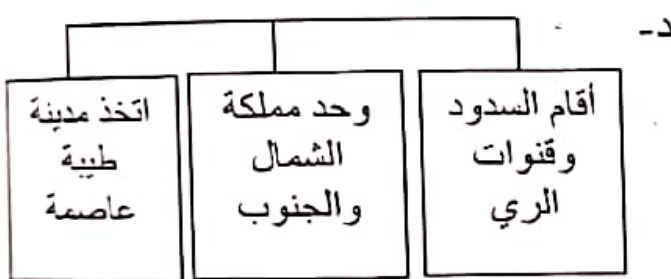 د-
أقام السدود
وقنوات
الري
وحد مملكة
الشمال
والجنوب
اتخذ مدينة
طيبة
عاصمة